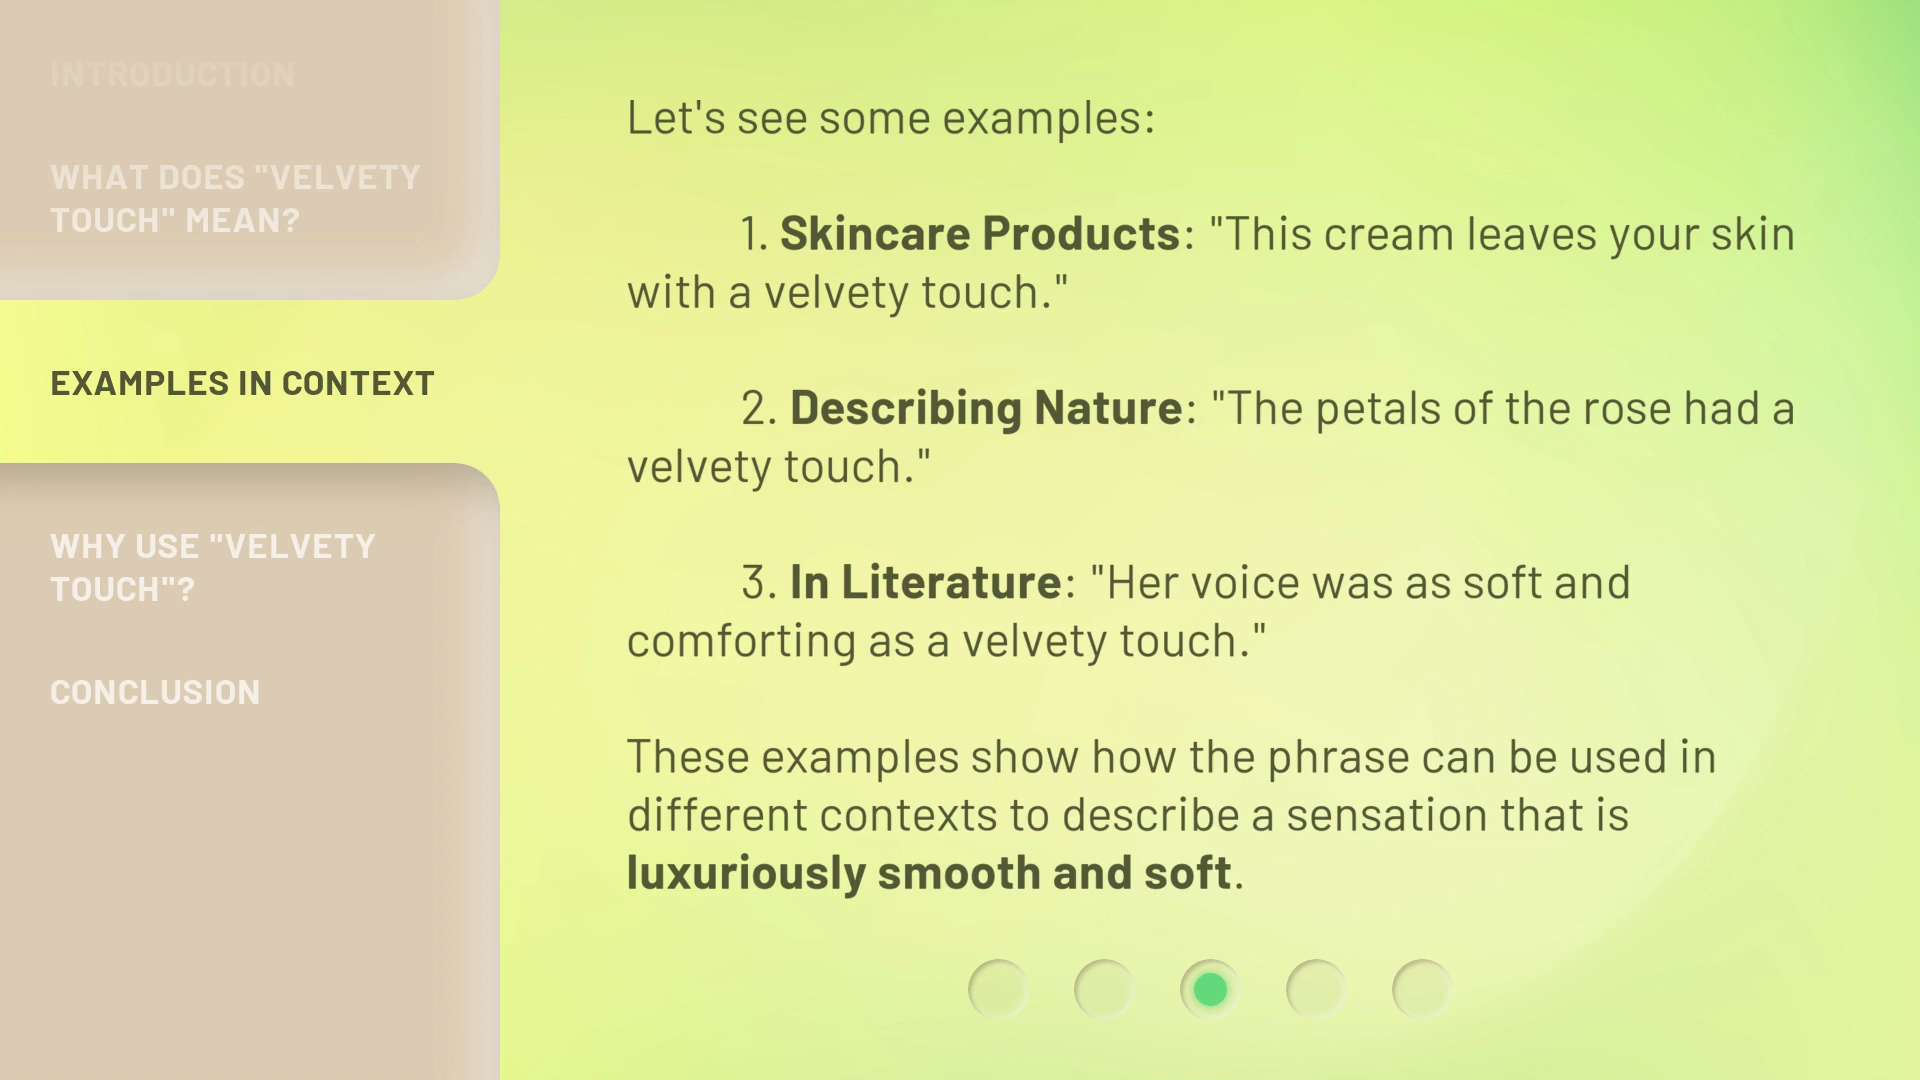 INTRODUCTION
WHAT DOES "VELVETY
TOUCH" MEAN?
EXAMPLES IN CONTEXT
WHY USE "VELVETY
TOUCH"?
CONCLUSION
Let's see some examples:
1. Skincare Products: "This cream leaves your skin
with a velvety touch."
2. Describing Nature: "The petals of the rose had a
velvety touch."
3. In Literature: "Her voice was as soft and
comforting as a velvety touch."
These examples show how the phrase can be used in
different contexts to describe a sensation that is
luxuriously smooth and soft.